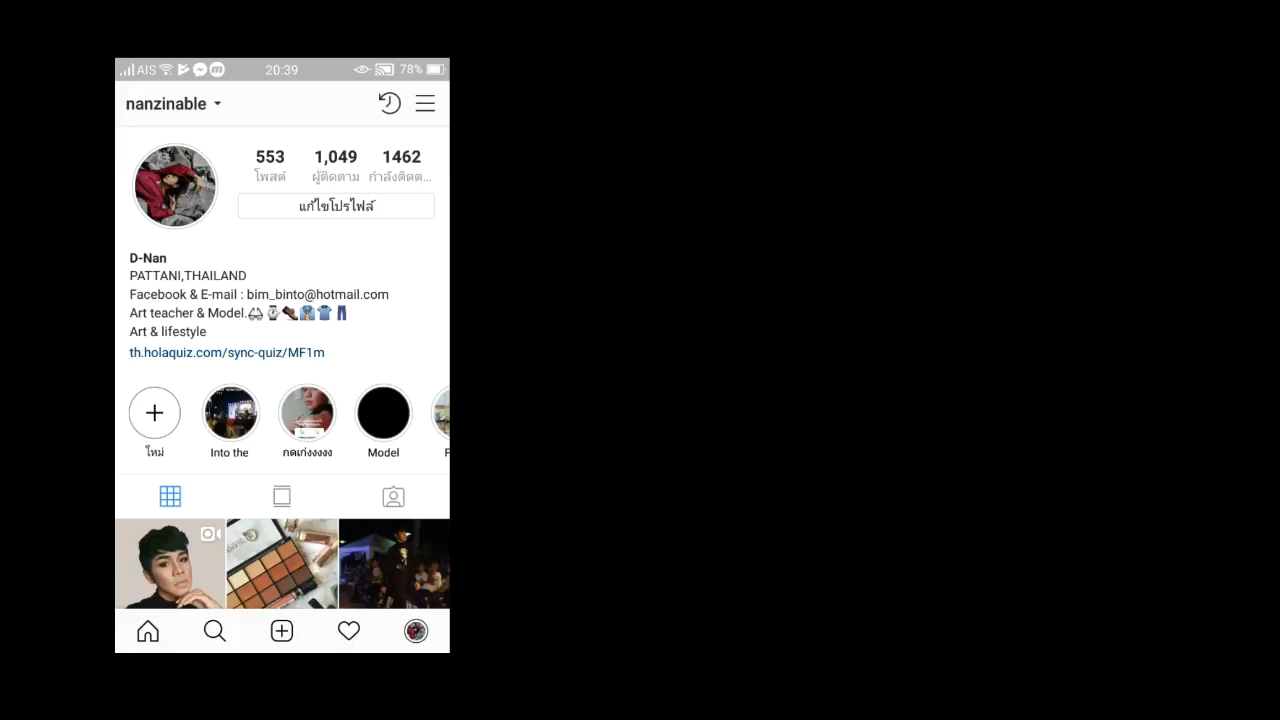 AIS 20:39 78%
nanzinable
553 1,049 1462
โพสต์ ผู้ติดตาม กำลังติดต...
แก้ไขโปรไฟล์
D-Nan
PATTANI,THAILAND
Facebook & E-mail : bim_binto@hotmail.com
Art teacher & Model.👓⌚👞👔👕👖
Art & lifestyle
th.holaquiz.com/sync-quiz/MF1m
ใหม่ Into the กดเก่งงงงง Model F